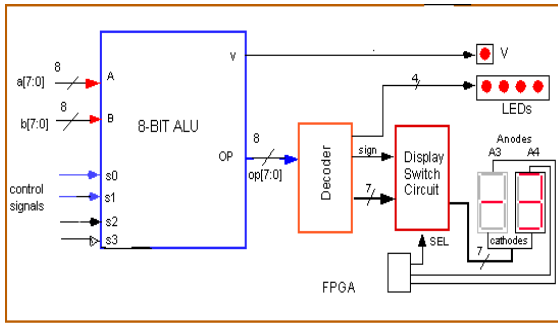 8
a[7:0]
A
8
b[7:0]
B
8-BIT ALU
V
V
4
LEDs
8
OP
op[7:0]
Decoder
sign
7
Display
Switch
Circuit
Anodes
A3 A4
cathodes
7
SEL
FPGA
control
signals
s0
s1
s2
s3